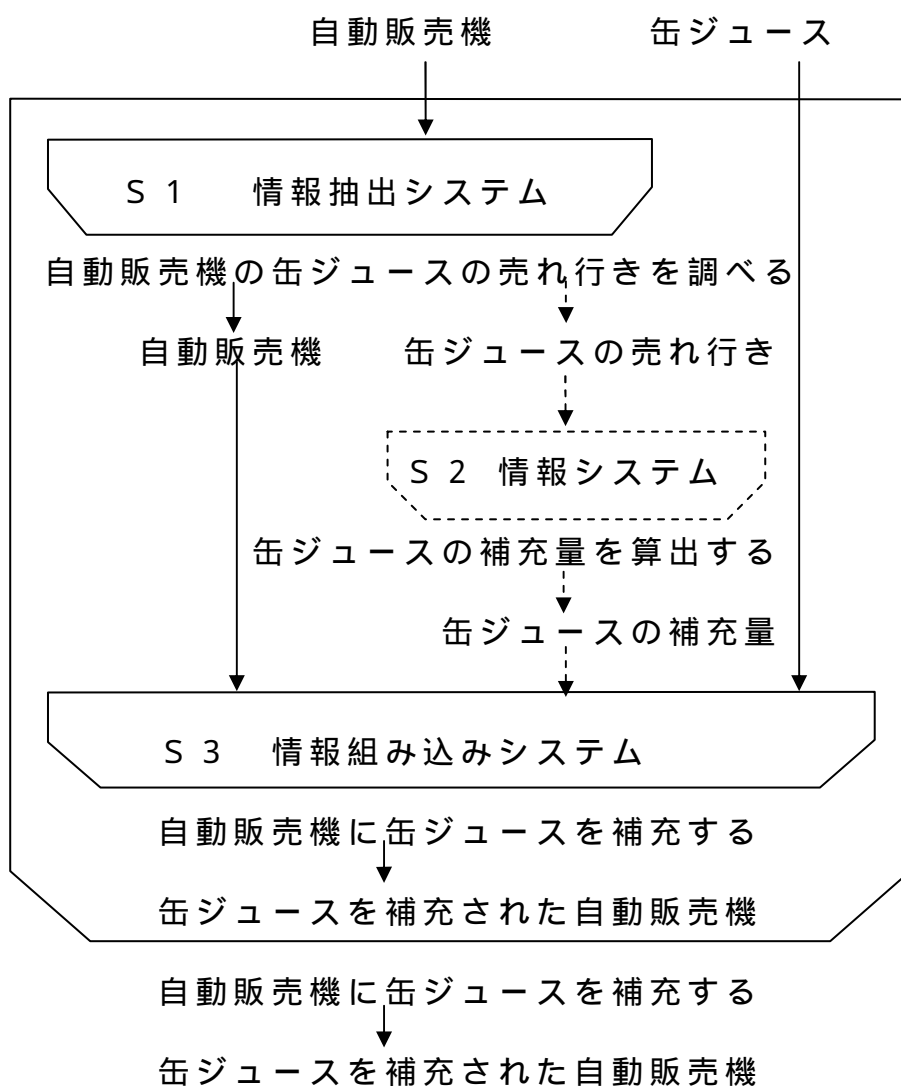 自動販売機 缶ジュース
S1 情報抽出システム
自動販売機の缶ジュースの売れ行きを調べる
自動販売機 缶ジュースの売れ行き
S2 情報システム
缶ジュースの補充量を算出する
缶ジュースの補充量
S3 情報組み込みシステム
自動販売機に缶ジュースを補充する
缶ジュースを補充された自動販売機
自動販売機に缶ジュースを補充する
缶ジュースを補充された自動販売機